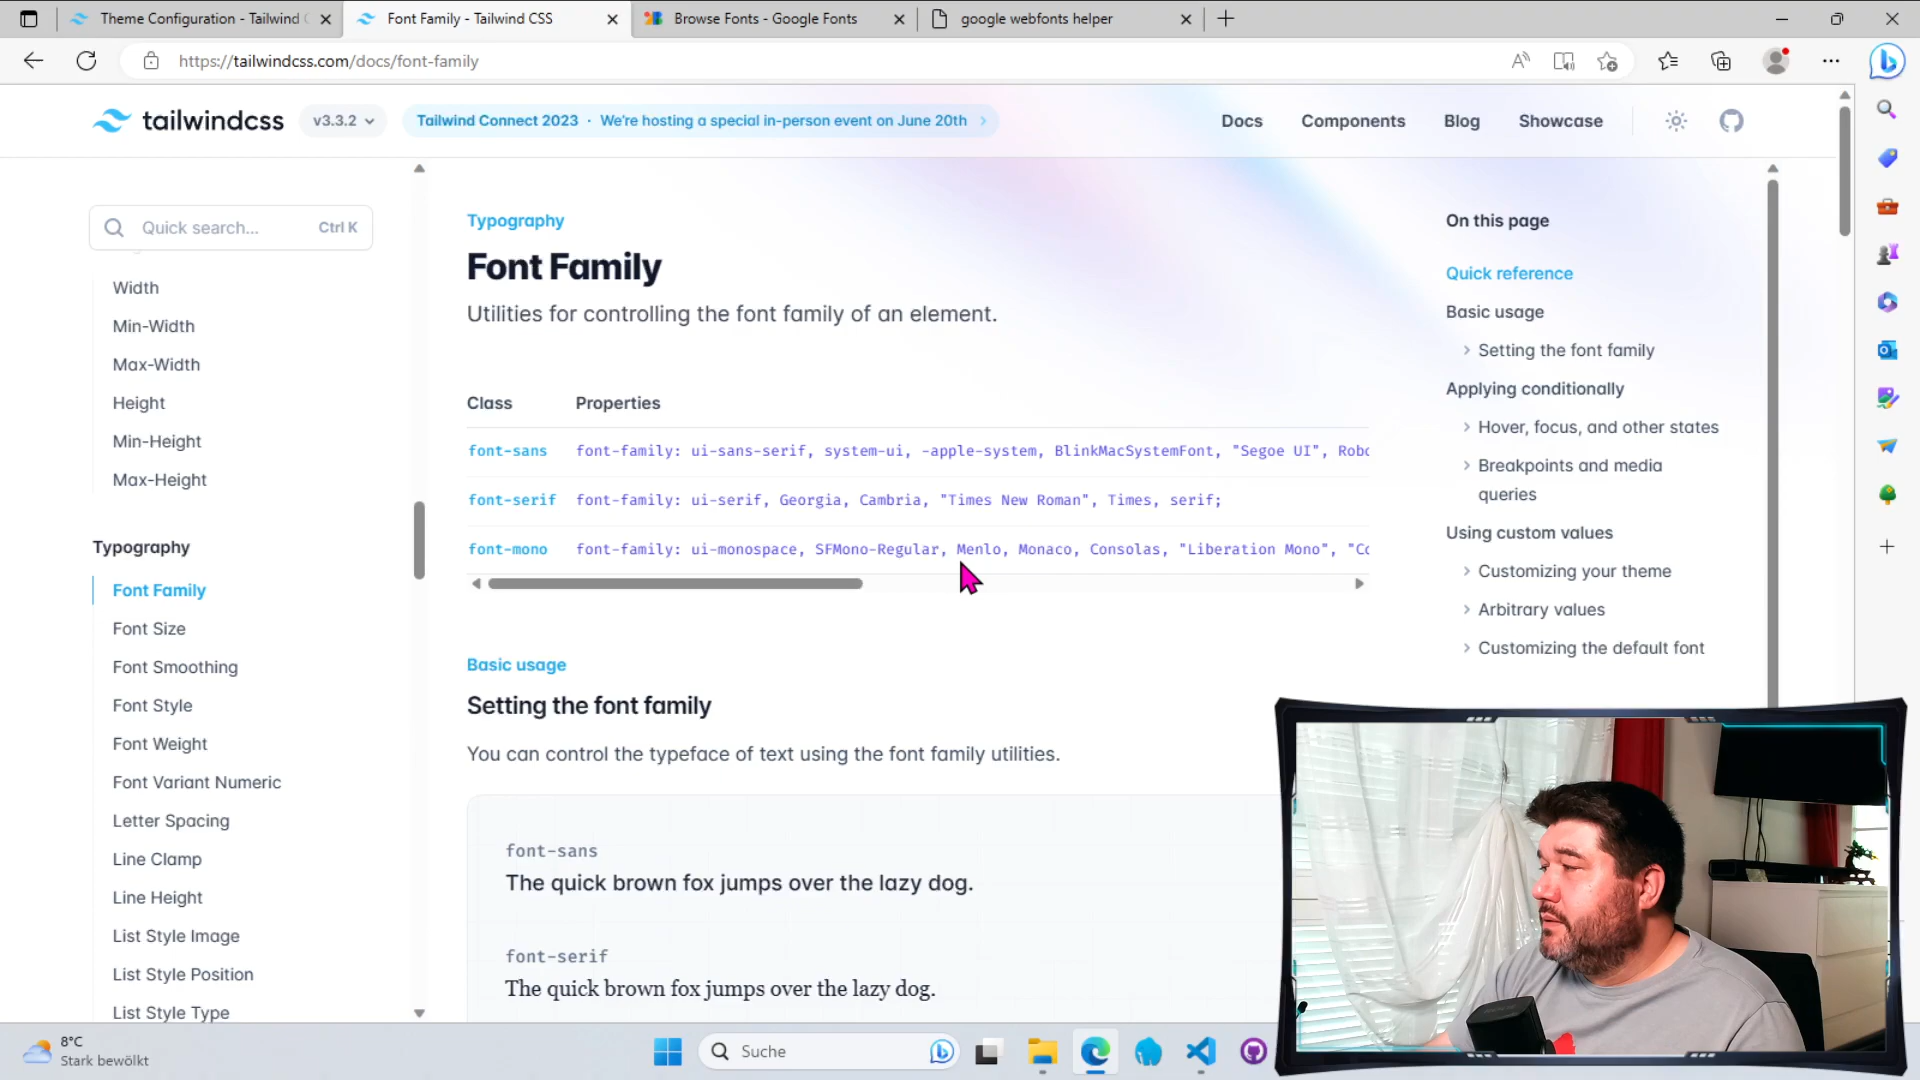 Theme Configuration - Tailwind C
Font Family - Tailwind CSS
Browse Fonts - Google Fonts
google webfonts helper
https://tailwindcss.com/docs/font-family
tailwindcss
v3.3.2
Tailwind Connect 2023 · We're hosting a special in-person event on June 20th
Docs
Components
Blog
Showcase
Quick search...
Ctrl K
Width
Min-Width
Max-Width
Height
Min-Height
Max-Height
Typography
Font Family
Font Size
Font Smoothing
Font Style
Font Weight
Font Variant Numeric
Letter Spacing
Line Clamp
Line Height
List Style Image
List Style Position
List Style Type
Typography
Font Family
Utilities for controlling the font family of an element.
Class Properties
font-sans font-family: ui-sans-serif, system-ui, -apple-system, BlinkMacSystemFont, "Segoe UI", Robo
font-serif font-family: ui-serif, Georgia, Cambria, "Times New Roman", Times, serif;
font-mono font-family: ui-monospace, SFMono-Regular, Menlo, Monaco, Consolas, "Liberation Mono", "Co
Basic usage
Setting the font family
You can control the typeface of text using the font family utilities.
font-sans
The quick brown fox jumps over the lazy dog.
font-serif
The quick brown fox jumps over the lazy dog.
On this page
Quick reference
Basic usage
Setting the font family
Applying conditionally
Hover, focus, and other states
Breakpoints and media
queries
Using custom values
Customizing your theme
Arbitrary values
Customizing the default font
8°C
Stark bewölkt
Suche